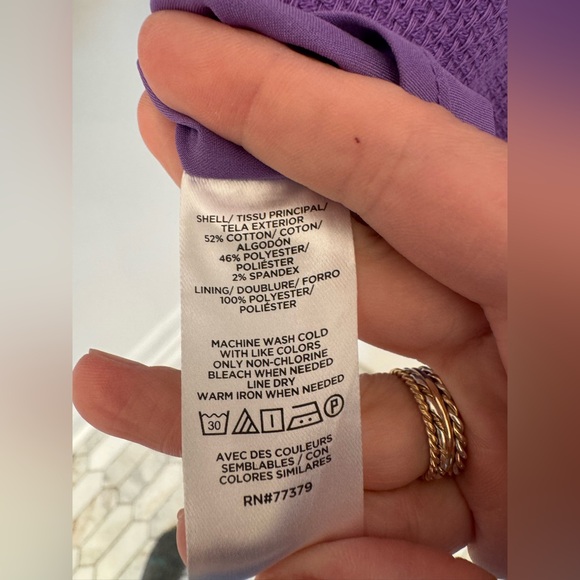 SHELL/ TISSU PRINCIPAL/
TELA EXTERIOR
52% COTTON/ COTON/
ALGODÓN
46% POLYESTER/
POLIÉSTER
2% SPANDEX
LINING/ DOUBLURE/ FORRO
100% POLYESTER/
POLIÉSTER
MACHINE WASH COLD
WITH LIKE COLORS
ONLY NON-CHLORINE
BLEACH WHEN NEEDED
LINE DRY
WARM IRON WHEN NEEDED
30 P
AVEC DES COULEURS
SEMBLABLES / CON
COLORES SIMILARES
RN#77379